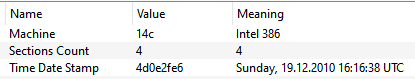 Name Value Meaning
Machine 14c Intel 386
Sections Count 4 4
Time Date Stamp 4d0e2fe6 Sunday, 19.12.2010 16:16:38 UTC